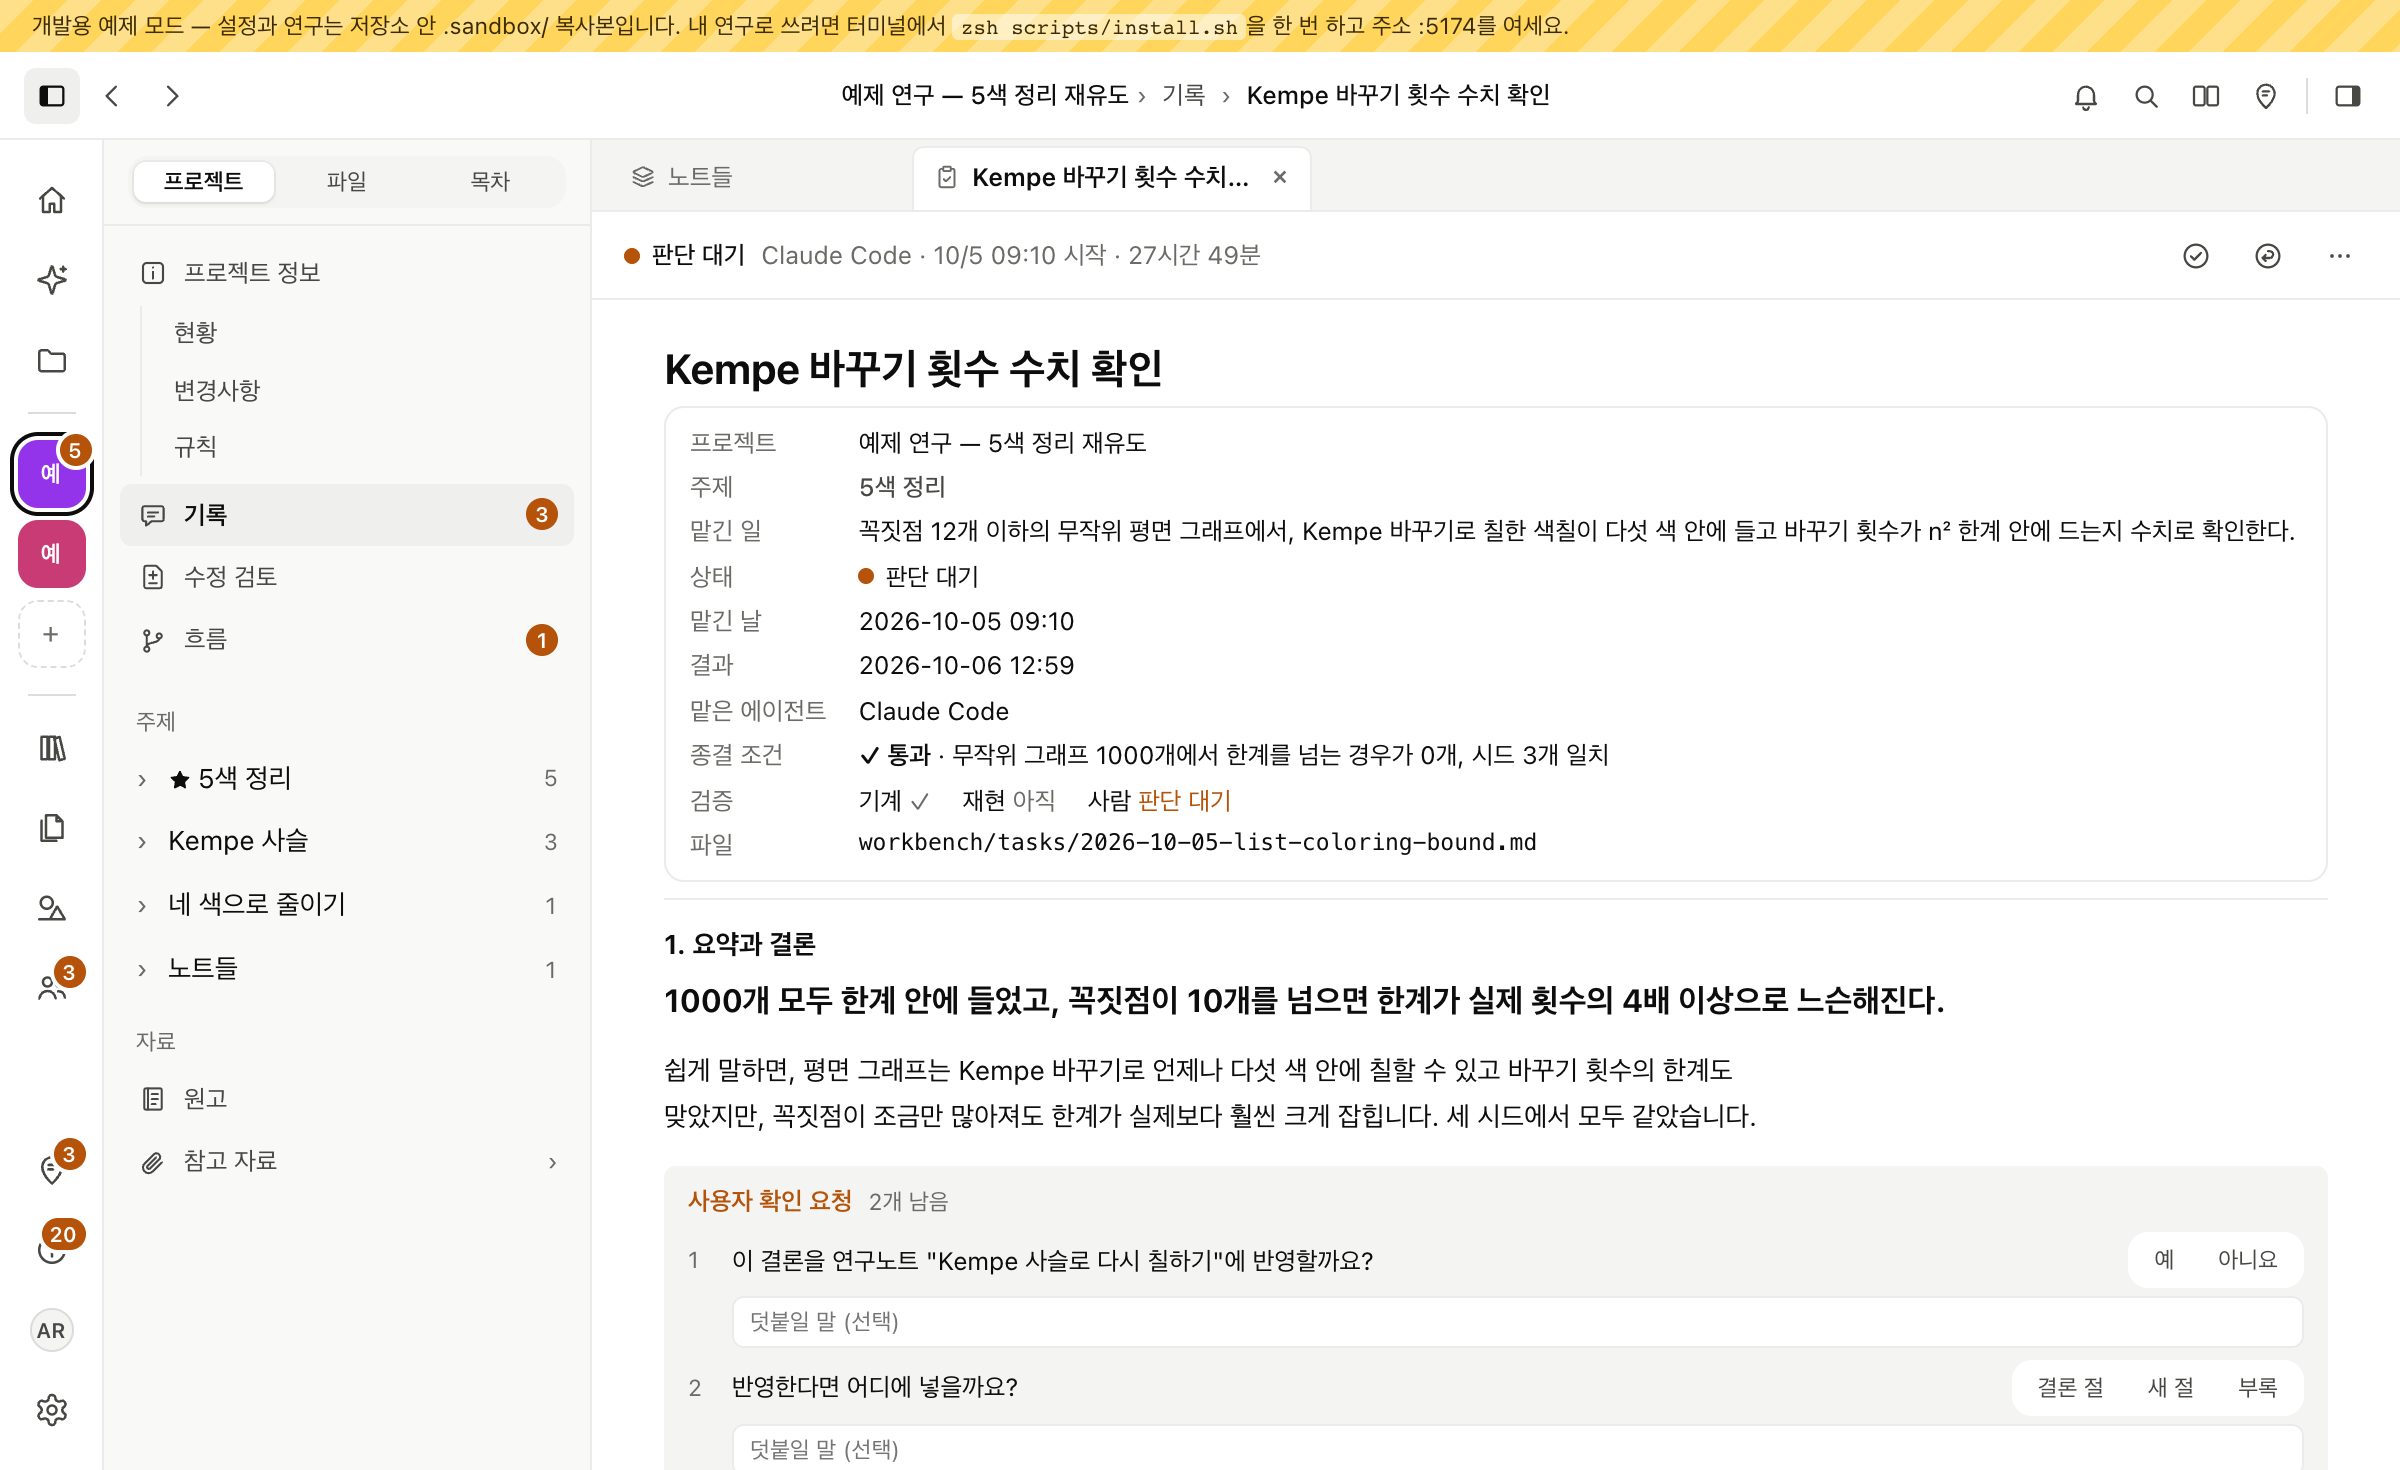 개발용 예제 모드 — 설정과 연구는 저장소 안 .sandbox/ 복사본입니다. 내 연구로 쓰려면 터미널에서 zsh scripts/install.sh을 한 번 하고 주소 :5174를 여세요.
예제 연구 — 5색 정리 재유도 › 기록 › Kempe 바꾸기 횟수 수치 확인
프로젝트 파일 목차
프로젝트 정보
현황
변경사항
규칙
기록 3
수정 검토
흐름 1
주제
› ★ 5색 정리 5
› Kempe 사슬 3
› 네 색으로 줄이기 1
› 노트들 1
자료
원고
참고 자료 ›
예 5
예
+
3
3
20
AR
노트들
Kempe 바꾸기 횟수 수치... ×
판단 대기 Claude Code · 10/5 09:10 시작 · 27시간 49분
Kempe 바꾸기 횟수 수치 확인
프로젝트 예제 연구 — 5색 정리 재유도
주제 5색 정리
맡긴 일 꼭짓점 12개 이하의 무작위 평면 그래프에서, Kempe 바꾸기로 칠한 색칠이 다섯 색 안에 들고 바꾸기 횟수가 n² 한계 안에 드는지 수치로 확인한다.
상태 판단 대기
맡긴 날 2026-10-05 09:10
결과 2026-10-06 12:59
맡은 에이전트 Claude Code
종결 조건 ✓ 통과 · 무작위 그래프 1000개에서 한계를 넘는 경우가 0개, 시드 3개 일치
검증 기계 ✓ 재현 아직 사람 판단 대기
파일 workbench/tasks/2026-10-05-list-coloring-bound.md
1. 요약과 결론
1000개 모두 한계 안에 들었고, 꼭짓점이 10개를 넘으면 한계가 실제 횟수의 4배 이상으로 느슨해진다.
쉽게 말하면, 평면 그래프는 Kempe 바꾸기로 언제나 다섯 색 안에 칠할 수 있고 바꾸기 횟수의 한계도
맞았지만, 꼭짓점이 조금만 많아져도 한계가 실제보다 훨씬 크게 잡힙니다. 세 시드에서 모두 같았습니다.
사용자 확인 요청 2개 남음
1 이 결론을 연구노트 "Kempe 사슬로 다시 칠하기"에 반영할까요? 예 아니요
덧붙일 말 (선택)
2 반영한다면 어디에 넣을까요? 결론 절 새 절 부록
덧붙일 말 (선택)